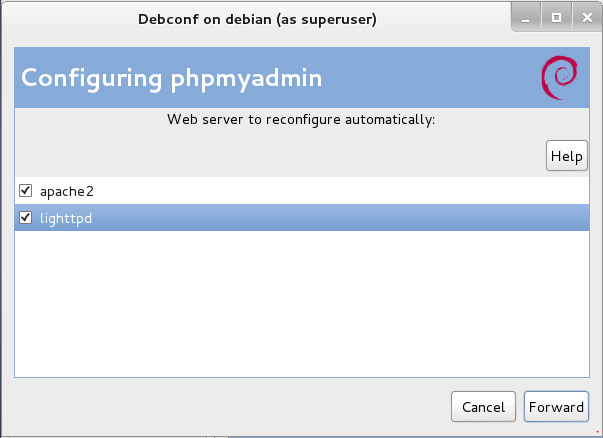 Debconf on debian (as superuser)
Configuring phpmyadmin
Web server to reconfigure automatically:
Help
apache2
lighttpd
Cancel
Forward